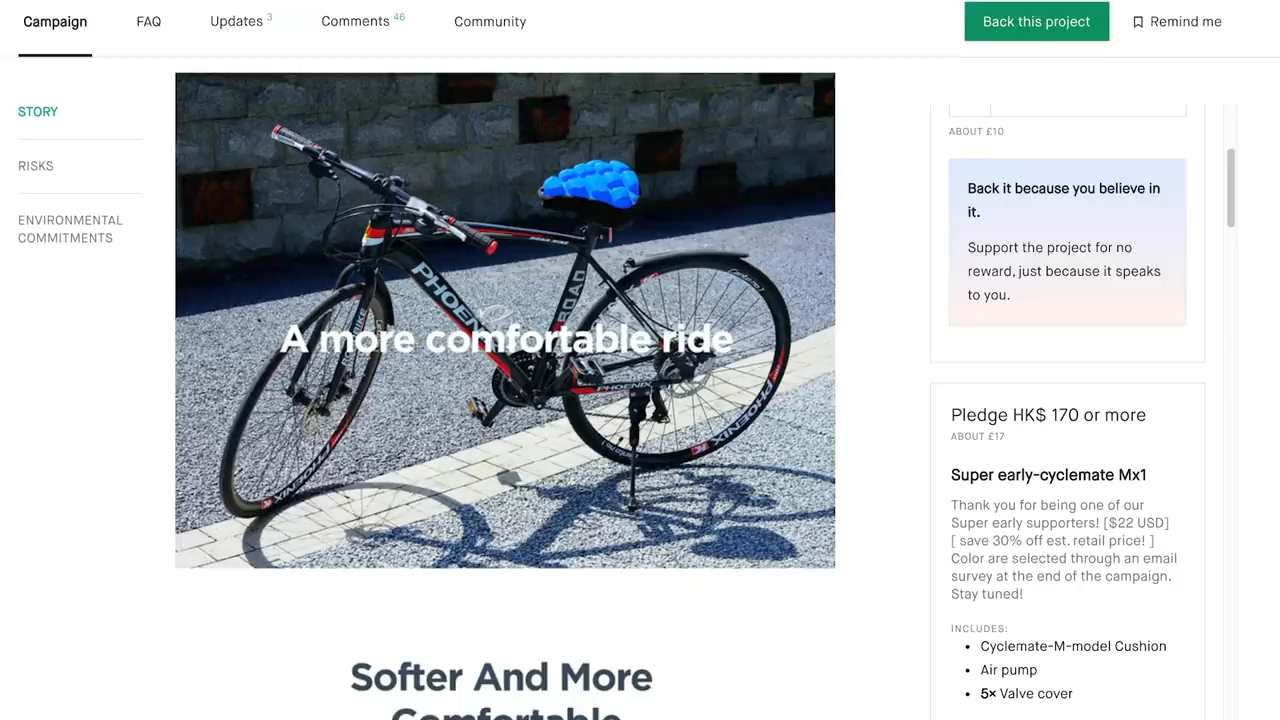 Campaign
FAQ
Updates 3
Comments 46
Community
Back this project
Remind me
STORY
RISKS
ENVIRONMENTAL
COMMITMENTS
PHOENIX
ROAD
A more comfortable ride
PHOENIX
PHOENIX
PHOENIX
Softer And More
Comfortable
ABOUT £10
Back it because you believe in
it.
Support the project for no
reward, just because it speaks
to you.
Pledge HK$ 170 or more
ABOUT £17
Super early-cyclemate Mx1
Thank you for being one of our
Super early supporters! [$22 USD]
[ save 30% off est. retail price! ]
Color are selected through an email
survey at the end of the campaign.
Stay tuned!
INCLUDES:
• Cyclemate-M-model Cushion
• Air pump
• 5× Valve cover